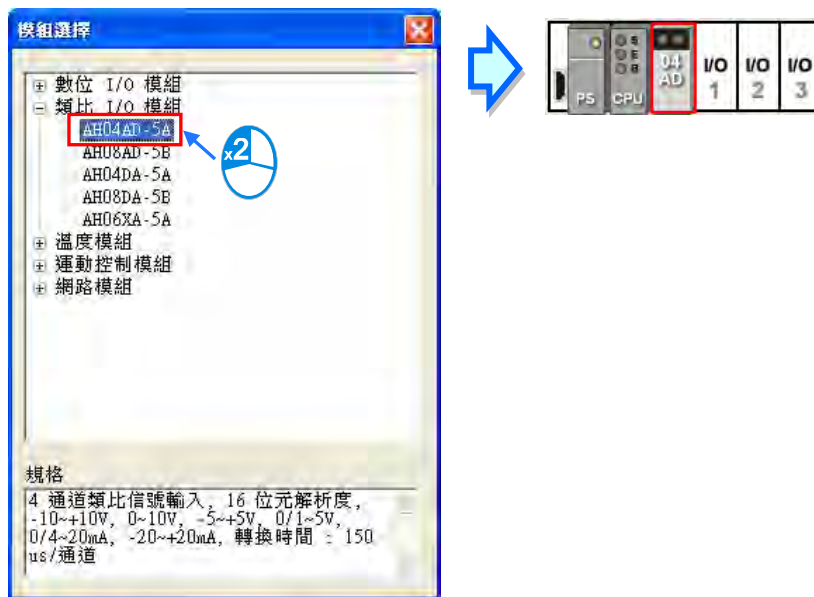 模組選擇
數位 I/O 模組
類比 I/O 模組
AH04AD-5A
AH08AD-5B
AH04DA-5A
AH08DA-5B
AH06XA-5A
溫度模組
運動控制模組
網路模組
x2
規格
4 通道類比信號輸入, 16 位元解析度,
-10~+10V, 0~10V, -5~+5V, 0/1~5V,
0/4~20mA, -20~+20mA, 轉換時間 : 150
us/通道
PS
CPU
04
AD
I/O
1
I/O
2
I/O
3